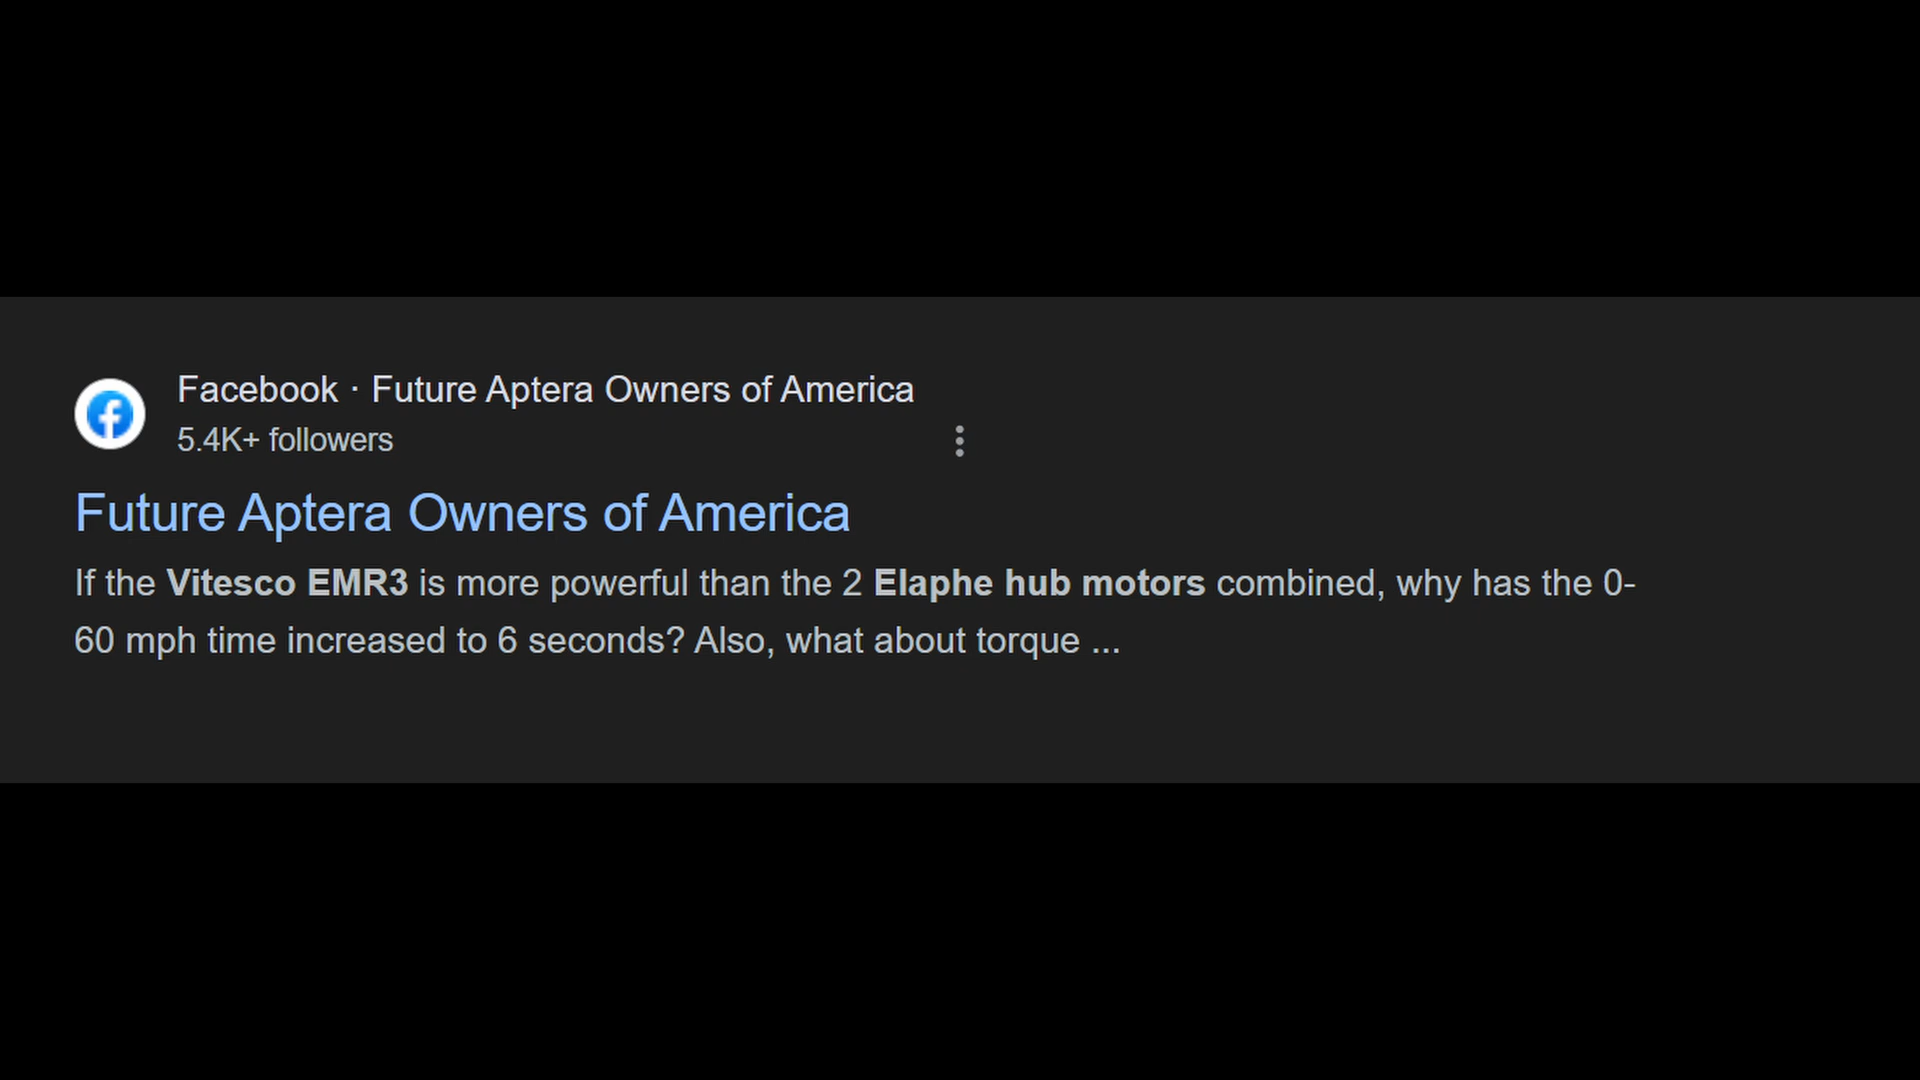 Facebook · Future Aptera Owners of America
5.4K+ followers
Future Aptera Owners of America
If the Vitesco EMR3 is more powerful than the 2 Elaphe hub motors combined, why has the 0-
60 mph time increased to 6 seconds? Also, what about torque ...